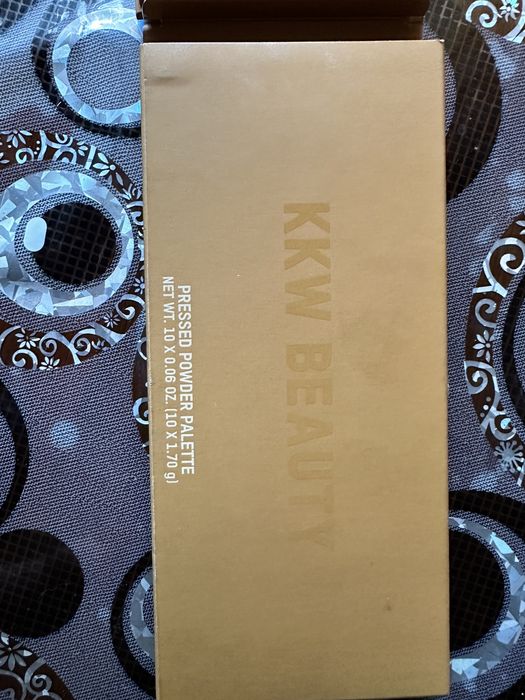 KKW BEAUTY
PRESSED POWDER PALETTE
NET WT. 10 X 0.06 OZ. (10 X 1.70 g)